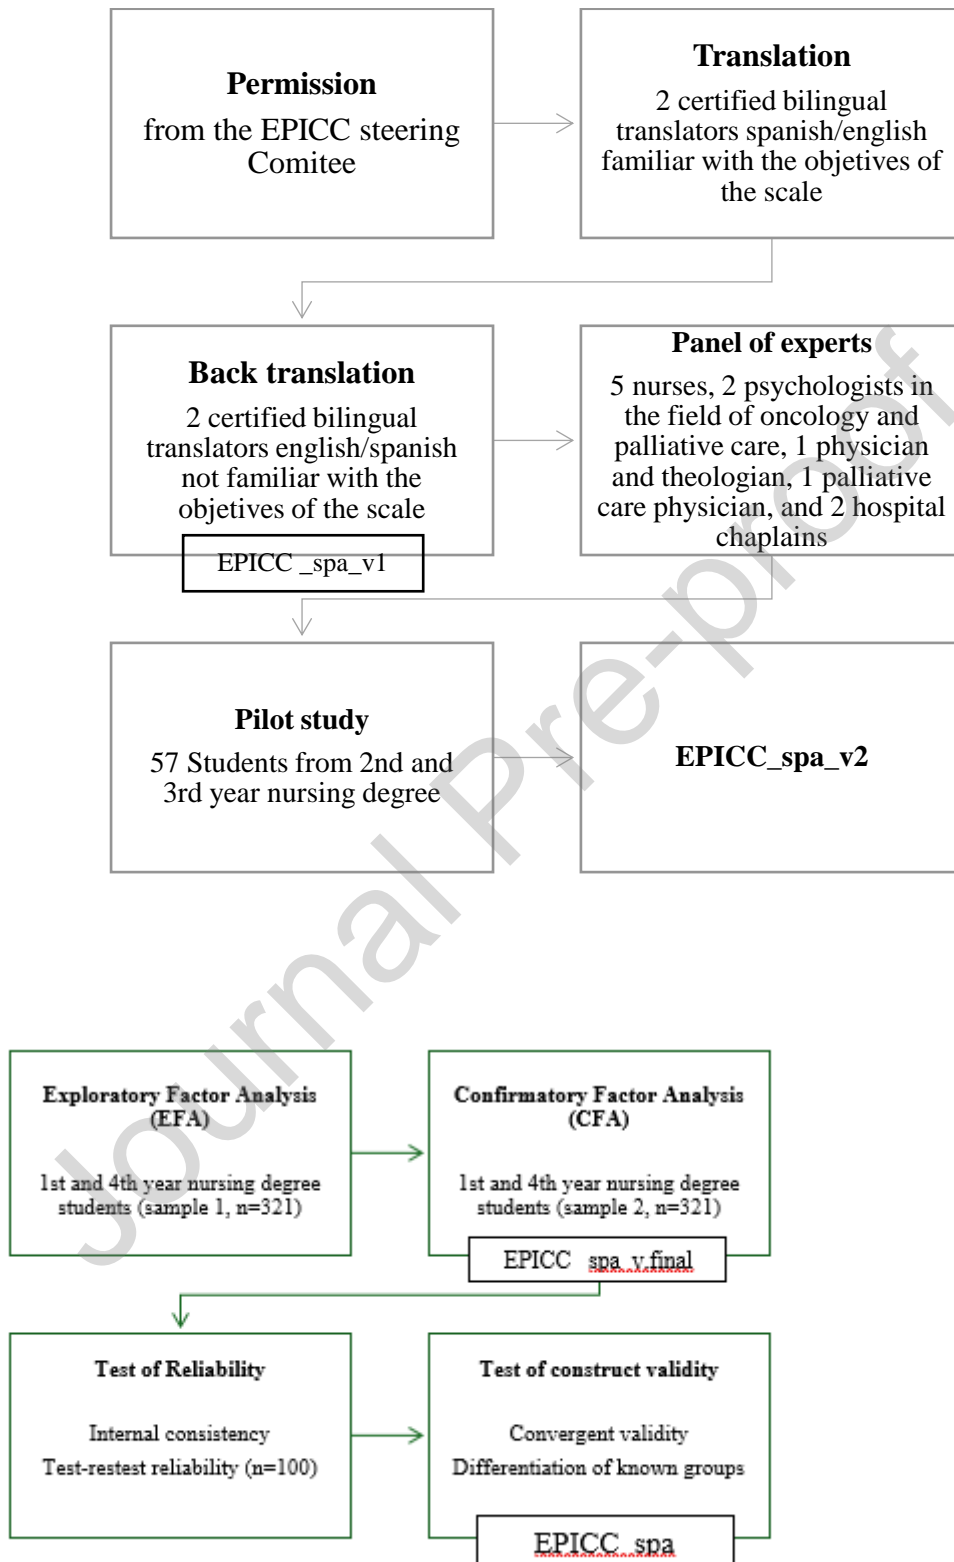 Permission
from the EPICC steering
Comitee
Translation
2 certified bilingual
translators spanish/english
familiar with the objetives of
the scale
Back translation
2 certified bilingual
translators english/spanish
not familiar with the
objetives of the scale
EPICC _spa_v1
Panel of experts
5 nurses, 2 psychologists in
the field of oncology and
palliative care, 1 physician
and theologian, 1 palliative
care physician, and 2 hospital
chaplains
Pilot study
57 Students from 2nd and
3rd year nursing degree
EPICC_spa_v2
Journal Pre-proof
Exploratory Factor Analysis
(EFA)
1st and 4th year nursing degree
students (sample 1, n=321)
Confirmatory Factor Analysis
(CFA)
1st and 4th year nursing degree
students (sample 2, n=321)
EPICC spa v.final
Test of Reliability
Internal consistency
Test-restest reliability (n=100)
Test of construct validity
Convergent validity
Differentiation of known groups
EPICC spa